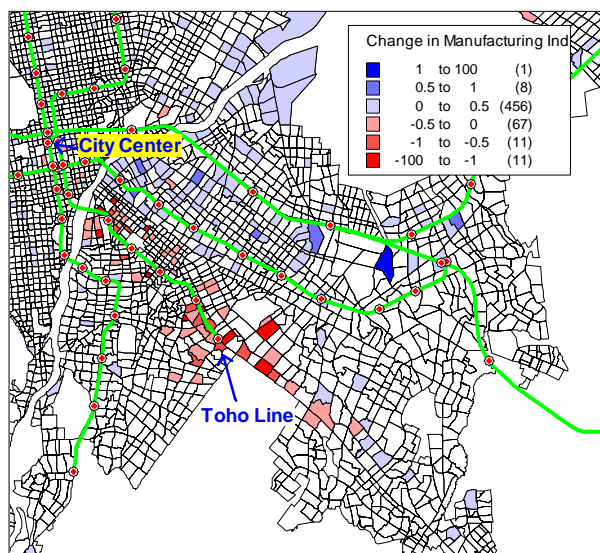 Change in Manufacturing Ind
1 to 100 (1)
0.5 to 1 (8)
0 to 0.5 (456)
-0.5 to 0 (67)
-1 to -0.5 (11)
-100 to -1 (11)
City Center
Toho Line